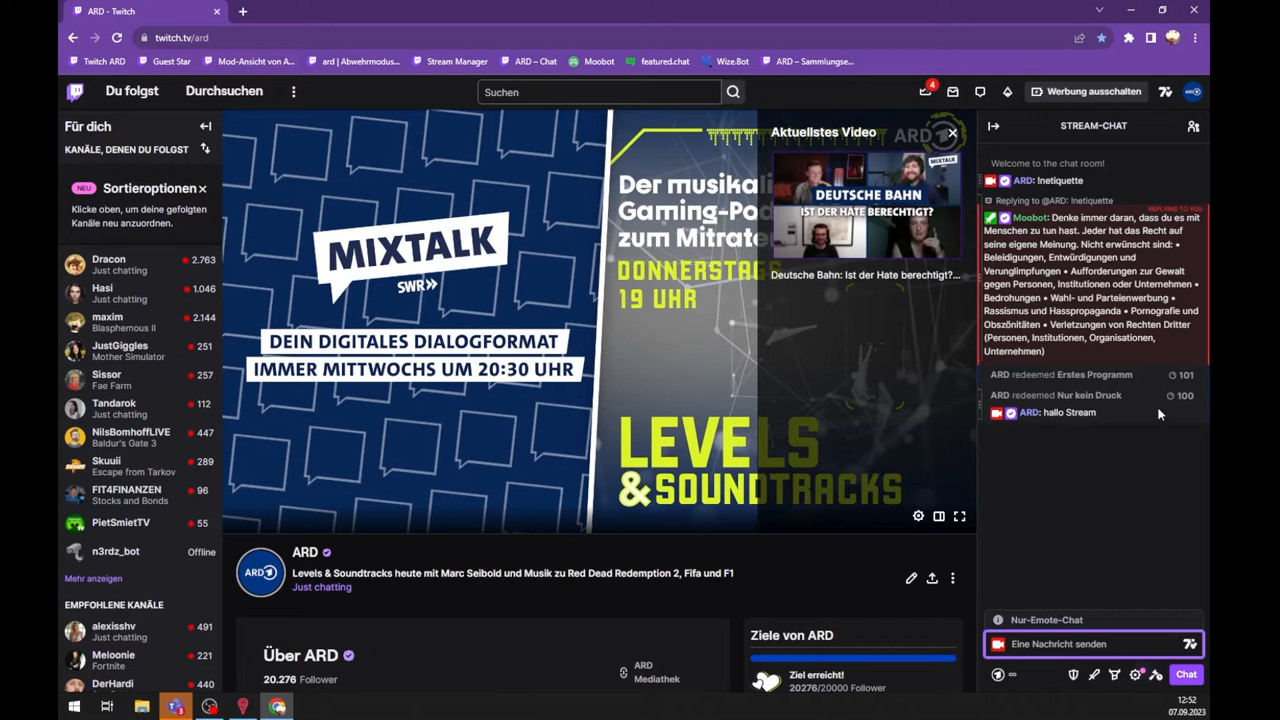 ARD - Twitch
twitch.tv/ard
Twitch ARD
Guest Star
Mod-Ansicht von A...
ard | Abwehrmodus...
Stream Manager
ARD – Chat
Moobot
featured.chat
Wize.Bot
ARD – Sammlungse...
Du folgst
Durchsuchen
Suchen
4
Werbung ausschalten
ARD
Für dich
KANÄLE, DENEN DU FOLGST
NEU
Sortieroptionen
Klicke oben, um deine gefolgten
Kanäle neu anzuordnen.
Dracon
2.763
Just chatting
Hasi
1.046
Just chatting
maxim
2.144
Blasphemous II
JustGiggles
251
Mother Simulator
Sissor
257
Fae Farm
Tandarok
112
Just chatting
NilsBomhoffLIVE
447
Baldur's Gate 3
Skuuii
289
Escape from Tarkov
FIT4FINANZEN
96
Stocks and Bonds
PietSmietTV
55
n3rdz_bot
Offline
Mehr anzeigen
EMPFOHLENE KANÄLE
alexisshv
491
Just chatting
Meloonie
221
Fortnite
DerHardi
440
MIXTALK
SWR»
DEIN DIGITALES DIALOGFORMAT
IMMER MITTWOCHS UM 20:30 UHR
Der musikali
Gaming-Po
zum Mitrate
DONNERSTAGS
19 UHR
LEVELS
&SOUNDTRACKS
Aktuellstes Video
ARD
MIXTALK
DEUTSCHE BAHN
IST DER HATE BERECHTIGT?
Deutsche Bahn: Ist der Hate berechtigt?...
ARD
ARD
Levels & Soundtracks heute mit Marc Seibold und Musik zu Red Dead Redemption 2, Fifa und F1
Just chatting
Über ARD
20.276 Follower
ARD
Mediathek
Ziele von ARD
Ziel erreicht!
20276/20000 Follower
STREAM-CHAT
Welcome to the chat room!
ARD: !netiquette
Replying to @ARD: !netiquette
REPLYING TO YOU
Moobot: Denke immer daran, dass du es mit
Menschen zu tun hast. Jeder hat das Recht auf
seine eigene Meinung. Nicht erwünscht sind: •
Beleidigungen, Entwürdigungen und
Verunglimpfungen • Aufforderungen zur Gewalt
gegen Personen, Institutionen oder Unternehmen •
Bedrohungen • Wahl- und Parteienwerbung •
Rassismus und Hasspropaganda • Pornografie und
Obszönitäten • Verletzungen von Rechten Dritter
(Personen, Institutionen, Organisationen,
Unternehmen)
ARD redeemed Erstes Programm
101
ARD redeemed Nur kein Druck
100
ARD: hallo Stream
Nur-Emote-Chat
Eine Nachricht senden
∞
Chat
3
12:52
07.09.2023